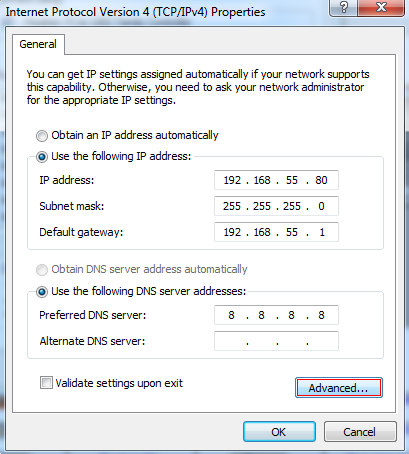 Internet Protocol Version 4 (TCP/IPv4) Properties
General
You can get IP settings assigned automatically if your network supports
this capability. Otherwise, you need to ask your network administrator
for the appropriate IP settings.
Obtain an IP address automatically
Use the following IP address:
IP address: 192 . 168 . 55 . 80
Subnet mask: 255 . 255 . 255 . 0
Default gateway: 192 . 168 . 55 . 1
Obtain DNS server address automatically
Use the following DNS server addresses:
Preferred DNS server: 8 . 8 . 8 . 8
Alternate DNS server: . . .
Validate settings upon exit
Advanced...
OK Cancel